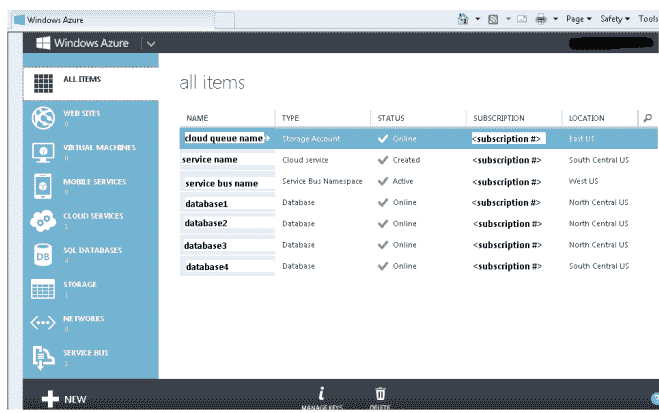 Windows Azure
Page Safety Tools
Windows Azure
ALL ITEMS
all items
WEB SITES
0
VIRTUAL MACHINES
0
MOBILE SERVICES
0
CLOUD SERVICES
1
SQL DATABASES
4
STORAGE
1
NETWORKS
0
SERVICE BUS
1
NAME TYPE STATUS SUBSCRIPTION LOCATION
cloud queue name Storage Account Online <subscription #> East US
service name Cloud service Created <subscription #> South Central US
service bus name Service Bus Namespace Active <subscription #> West US
database1 Database Online <subscription #> North Central US
database2 Database Online <subscription #> North Central US
database3 Database Online <subscription #> North Central US
database4 Database Online <subscription #> South Central US
DB
NEW
MANAGE KEYS DELETE
?